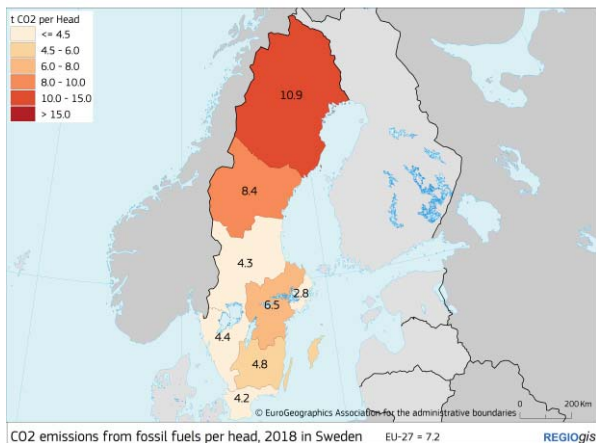 t CO2 per Head
<= 4.5
4.5 - 6.0
6.0 - 8.0
8.0 - 10.0
10.0 - 15.0
> 15.0
10.9
8.4
4.3
2.8
6.5
4.4
4.8
4.2
0 200 Km
© EuroGeographics Association for the administrative boundaries
CO2 emissions from fossil fuels per head, 2018 in Sweden EU-27 = 7.2 REGIOgis